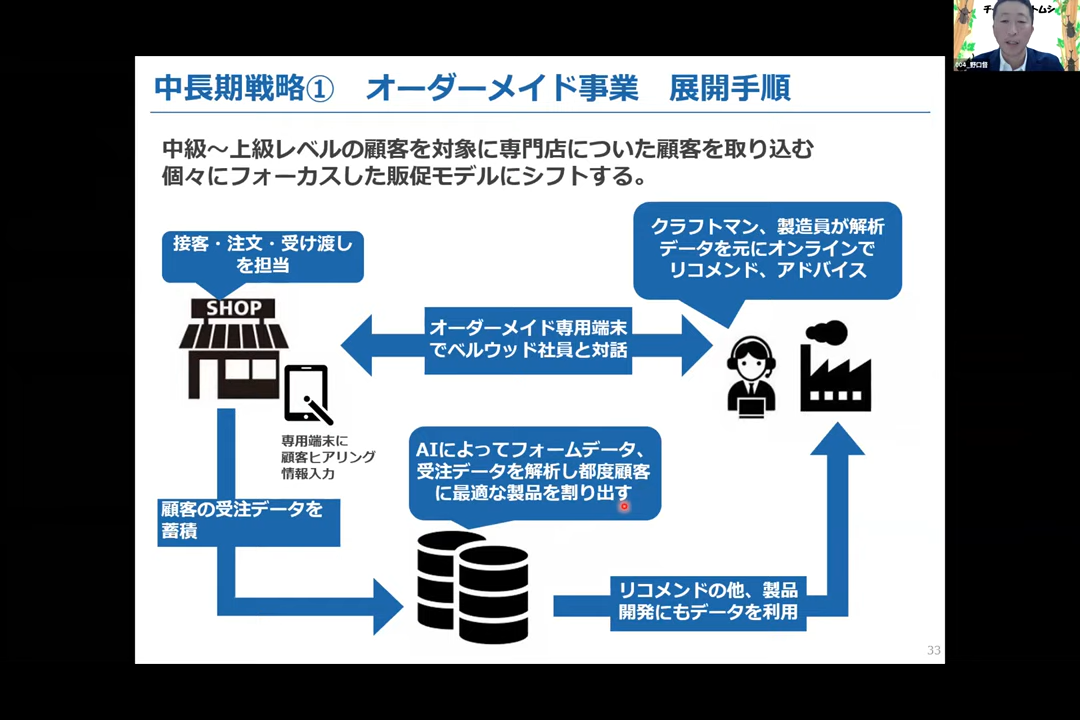 中長期戦略① オーダーメイド事業 展開手順
中級～上級レベルの顧客を対象に専門店についた顧客を取り込む
個々にフォーカスした販促モデルにシフトする。
接客・注文・受け渡し
を担当
クラフトマン、製造員が解析
データを元にオンラインで
リコメンド、アドバイス
SHOP
オーダーメイド専用端末
でベルウッド社員と対話
専用端末に
顧客ヒアリング
情報入力
AIによってフォームデータ、
受注データを解析し都度顧客
に最適な製品を割り出す
顧客の受注データを
蓄積
リコメンドの他、製品
開発にもデータを利用
33